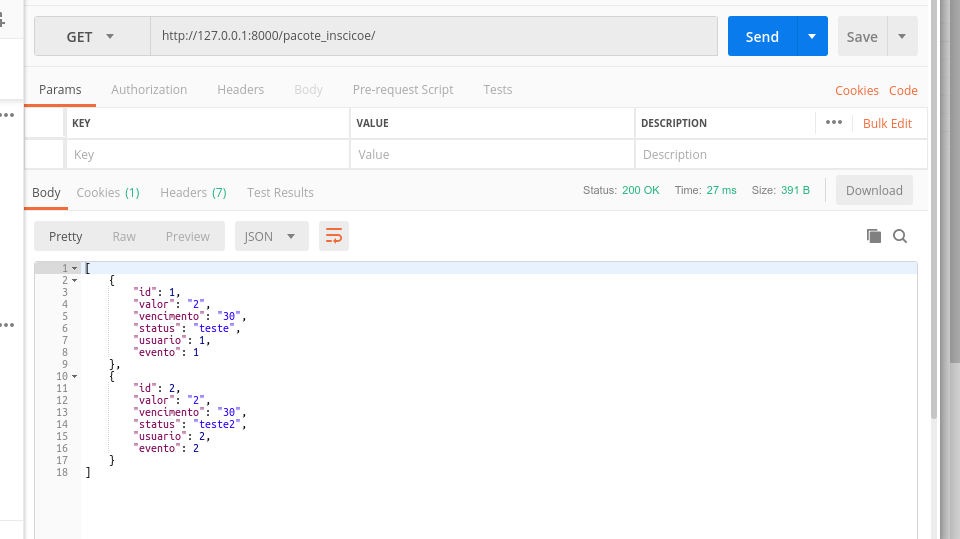 GET http://127.0.0.1:8000/pacote_inscicoe/ Send Save
Params Authorization Headers Body Pre-request Script Tests Cookies Code
KEY VALUE DESCRIPTION ••• Bulk Edit
Key Value Description
Body Cookies (1) Headers (7) Test Results Status: 200 OK Time: 27 ms Size: 391 B Download
Pretty Raw Preview JSON
1 [
2 {
3 "id": 1,
4 "valor": "2",
5 "vencimento": "30",
6 "status": "teste",
7 "usuario": 1,
8 "evento": 1
9 },
10 {
11 "id": 2,
12 "valor": "2",
13 "vencimento": "30",
14 "status": "teste2",
15 "usuario": 2,
16 "evento": 2
17 }
18 ]